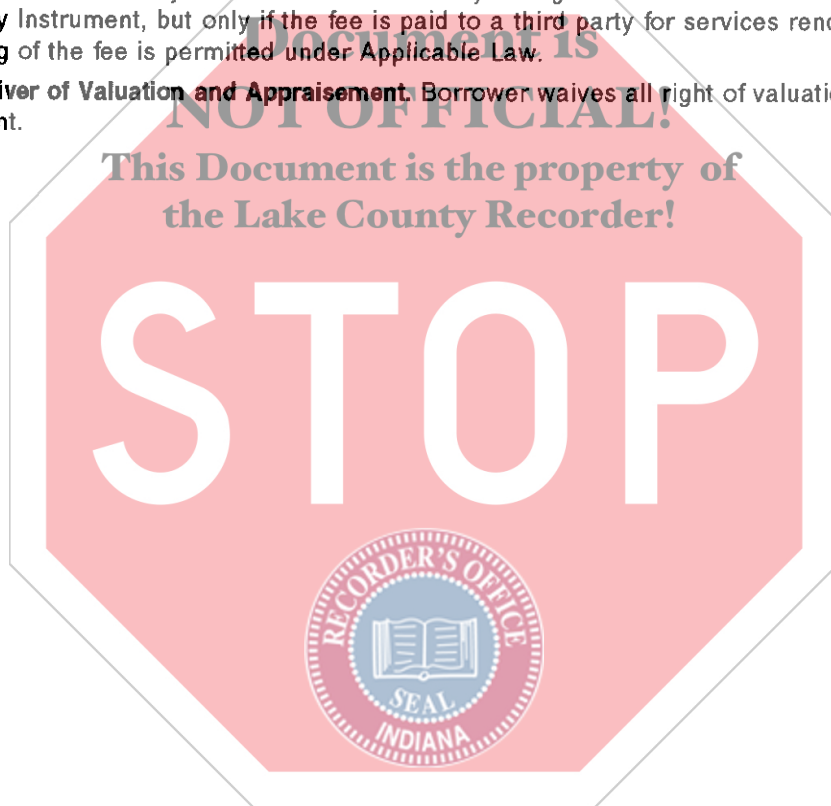 y Instrument, but only if the fee is paid to a third party for services
g of the fee is permitted under Applicable Law.
Document is
iver of Valuation and Appraisement. Borrower waives all right of
nt.
NOT OFFICIAL!
This Document is the property of
the Lake County Recorder!
STOP
RECORDER'S OFFICE
SEAL
INDIANA